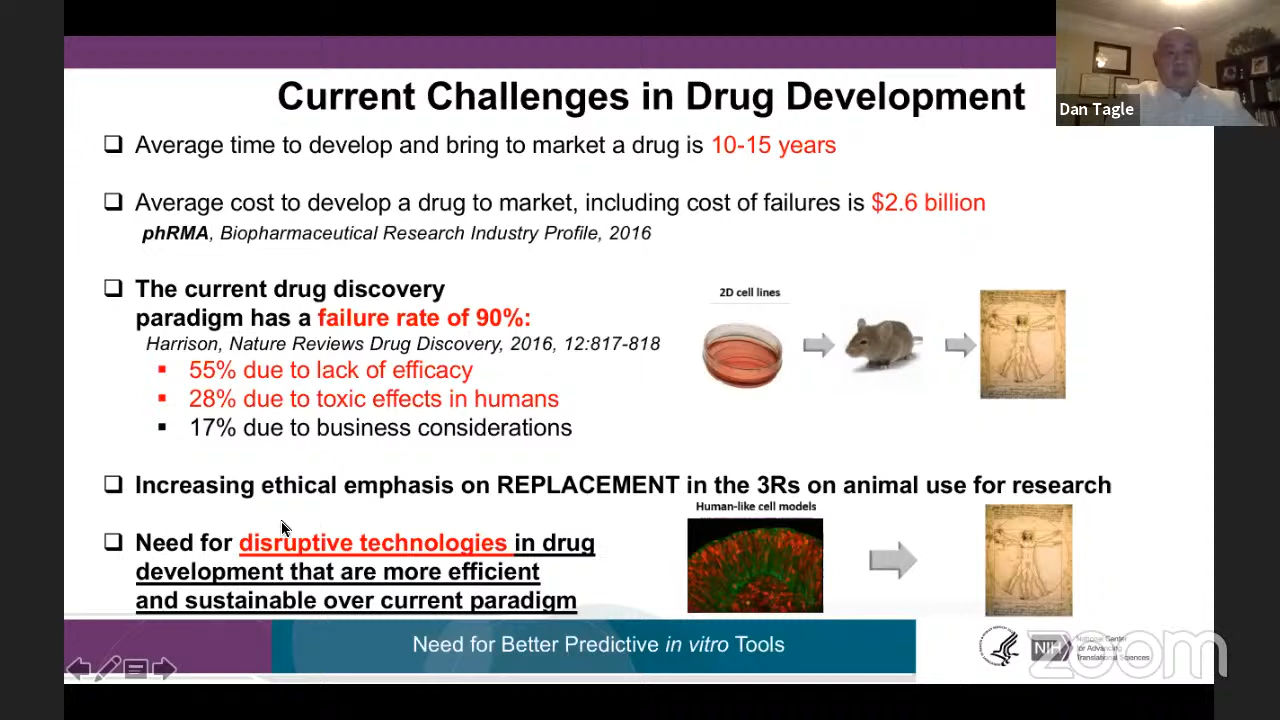 Current Challenges in Drug Development
Dan Tagle
❑ Average time to develop and bring to market a drug is 10-15 years
❑ Average cost to develop a drug to market, including cost of failures is $2.6 billion
phRMA, Biopharmaceutical Research Industry Profile, 2016
❑ The current drug discovery
paradigm has a failure rate of 90%:
Harrison, Nature Reviews Drug Discovery, 2016, 12:817-818
▪ 55% due to lack of efficacy
▪ 28% due to toxic effects in humans
▪ 17% due to business considerations
2D cell lines
❑ Increasing ethical emphasis on REPLACEMENT in the 3Rs on animal use for research
Human-like cell models
❑ Need for disruptive technologies in drug
development that are more efficient
and sustainable over current paradigm
Need for Better Predictive in vitro Tools
NIH
National Center
for Advancing
Translational Sciences
zoom